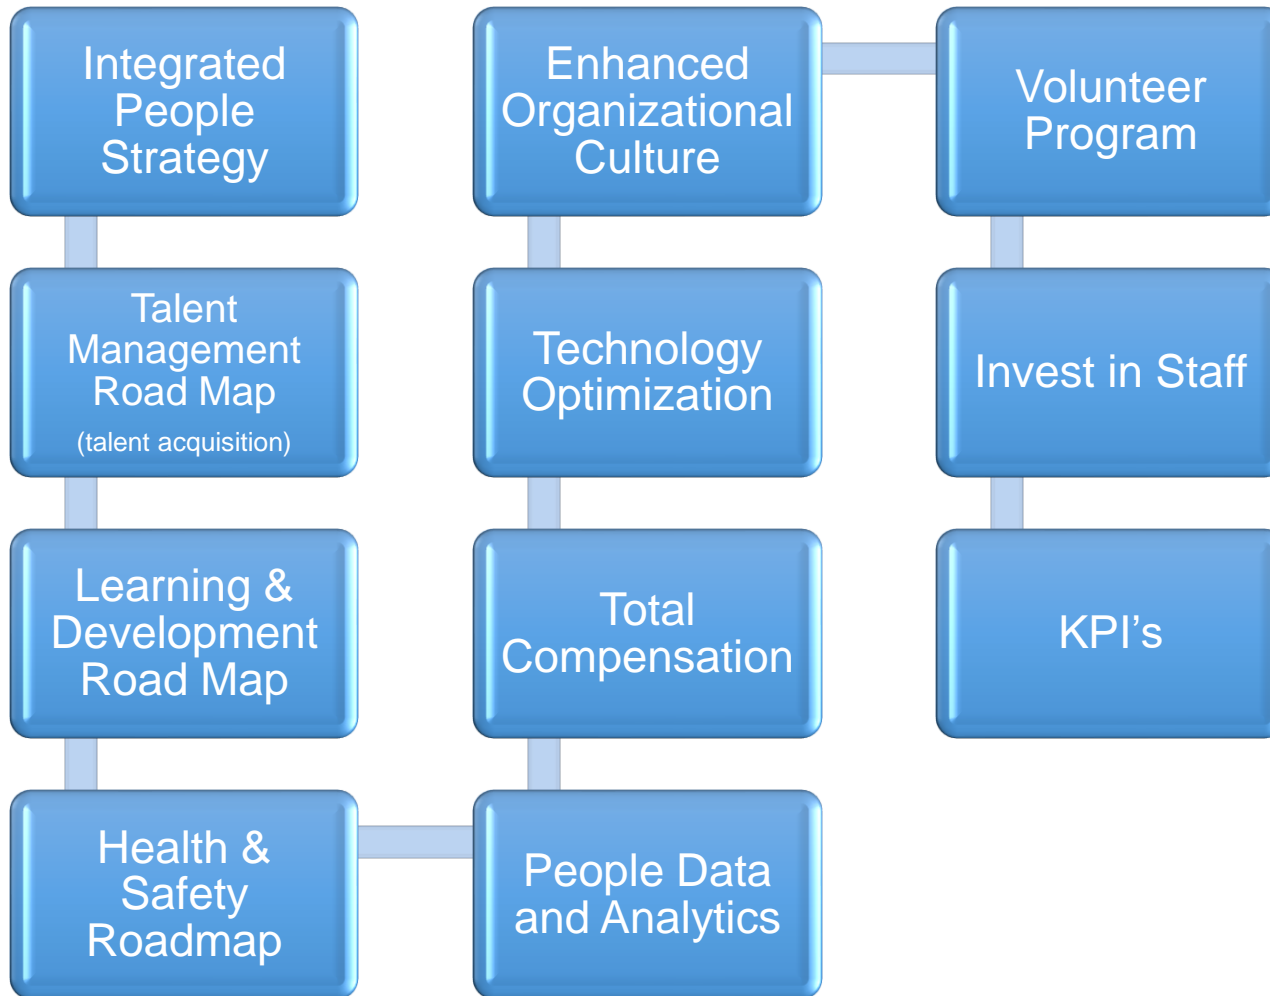 Integrated
People
Strategy
Talent
Management
Road Map
(talent acquisition)
Learning &
Development
Road Map
Health &
Safety
Roadmap
People Data
and Analytics
Total
Compensation
Technology
Optimization
Enhanced
Organizational
Culture
Volunteer
Program
Invest in Staff
KPI's